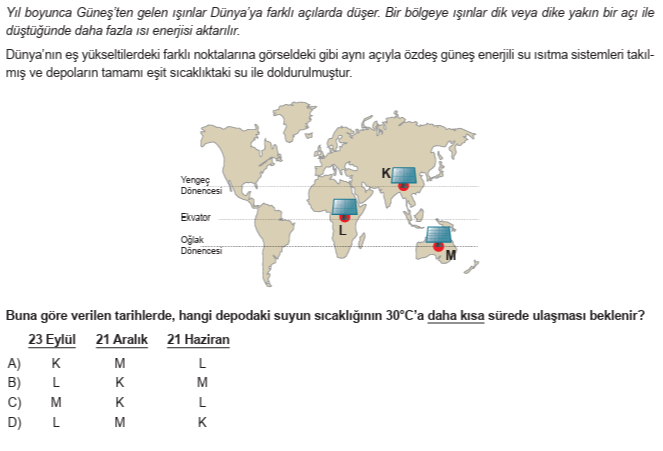 Yıl boyunca Güneş'ten gelen ışınlar Dünya'ya farklı açılarda düşer. Bir bölgeye ışınlar dik veya dike yakın bir açı ile
düştüğünde daha fazla ısı enerjisi aktarılır.
Dünya'nın eş yükseltilerdeki farklı noktalarına görseldeki gibi aynı açıyla özdeş güneş enerjili su ısıtma sistemleri takıl-
mış ve depoların tamamı eşit sıcaklıktaki su ile doldurulmuştur.
K
Yengeç
Dönencesi
Ekvator
L
Oğlak
Dönencesi
M
Buna göre verilen tarihlerde, hangi depodaki suyun sıcaklığının 30°C'a daha kısa sürede ulaşması beklenir?
23 Eylül 21 Aralık 21 Haziran
A) K M L
B) L K M
C) M K L
D) L M K